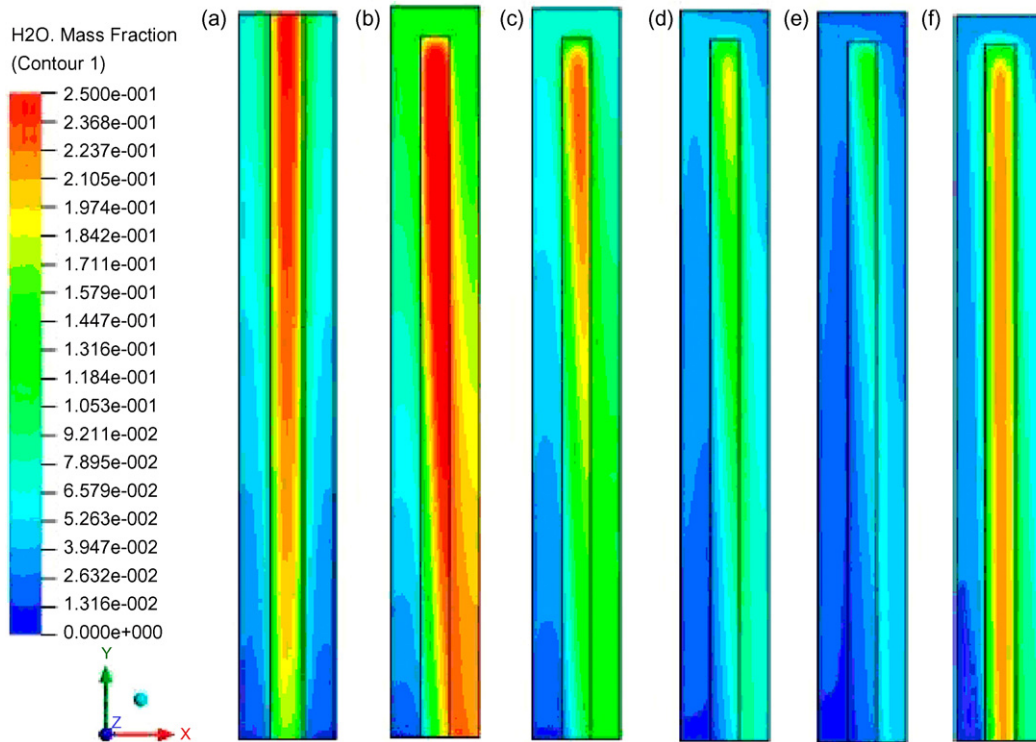 H2O. Mass Fraction
(Contour 1)
2.500e-001
2.368e-001
2.237e-001
2.105e-001
1.974e-001
1.842e-001
1.711e-001
1.579e-001
1.447e-001
1.316e-001
1.184e-001
1.053e-001
9.211e-002
7.895e-002
6.579e-002
5.263e-002
3.947e-002
2.632e-002
1.316e-002
0.000e+000
Y
Z
X
(a)
(b)
(c)
(d)
(e)
(f)